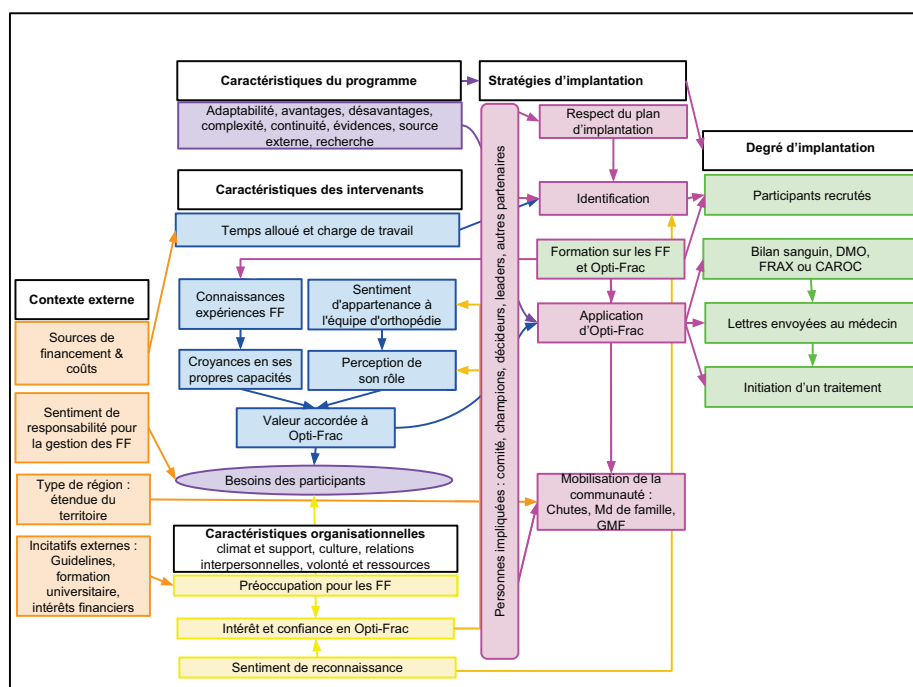 Caractéristiques du programme
Stratégies d'implantation
Adaptabilité, avantages, désavantages,
complexité, continuité, évidences, source
externe, recherche
Respect du plan
d'implantation
Degré d'implantation
Caractéristiques des intervenants
Identification
Participants recrutés
Temps alloué et charge de travail
Personnes impliquées : comité, champions, décideurs, leaders, autres partenaires
Formation sur les FF
et Opti-Frac
Bilan sanguin, DMO,
FRAX ou CAROC
Contexte externe
Connaissances
expériences FF
Sentiment
d'appartenance à
l'équipe d'orthopédie
Application
d'Opti-Frac
Lettres envoyées au médecin
Sources de
financement &
coûts
Croyances en ses
propres capacités
Perception de
son rôle
Initiation d'un traitement
Sentiment de
responsabilité pour
la gestion des FF
Valeur accordée à
Opti-Frac
Besoins des participants
Type de région :
étendue du
territoire
Mobilisation de la
communauté :
Chutes, Md de famille,
GMF
Caractéristiques organisationnelles
climat et support, culture, relations
interpersonnelles, volonté et ressources
Incitatifs externes :
Guidelines,
formation
universitaire,
intérêts financiers
Préoccupation pour les FF
Intérêt et confiance en Opti-Frac
Sentiment de reconnaissance